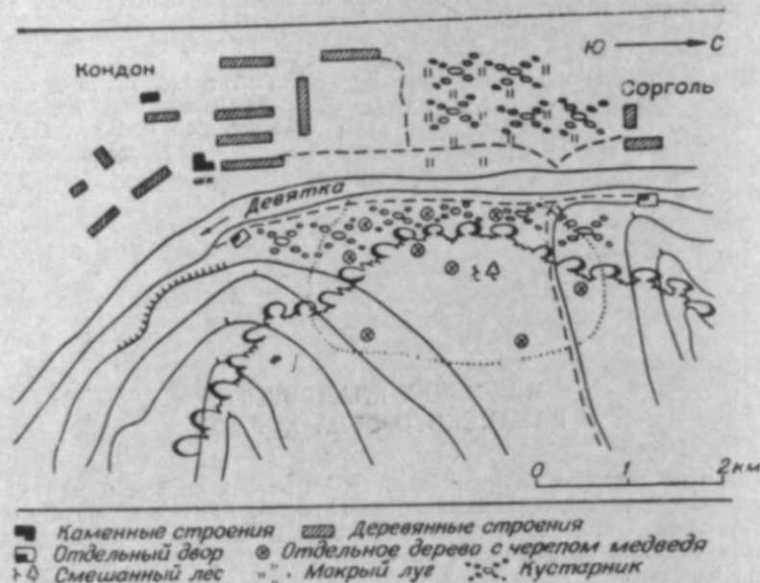 Ю С
Кондон
Сорголь
Девятка
0 1 2 км
Каменные строения Деревянные строения
Отдельный двор Отдельное дерево с черепом медведя
Смешанный лес Мокрый луг Кустарник